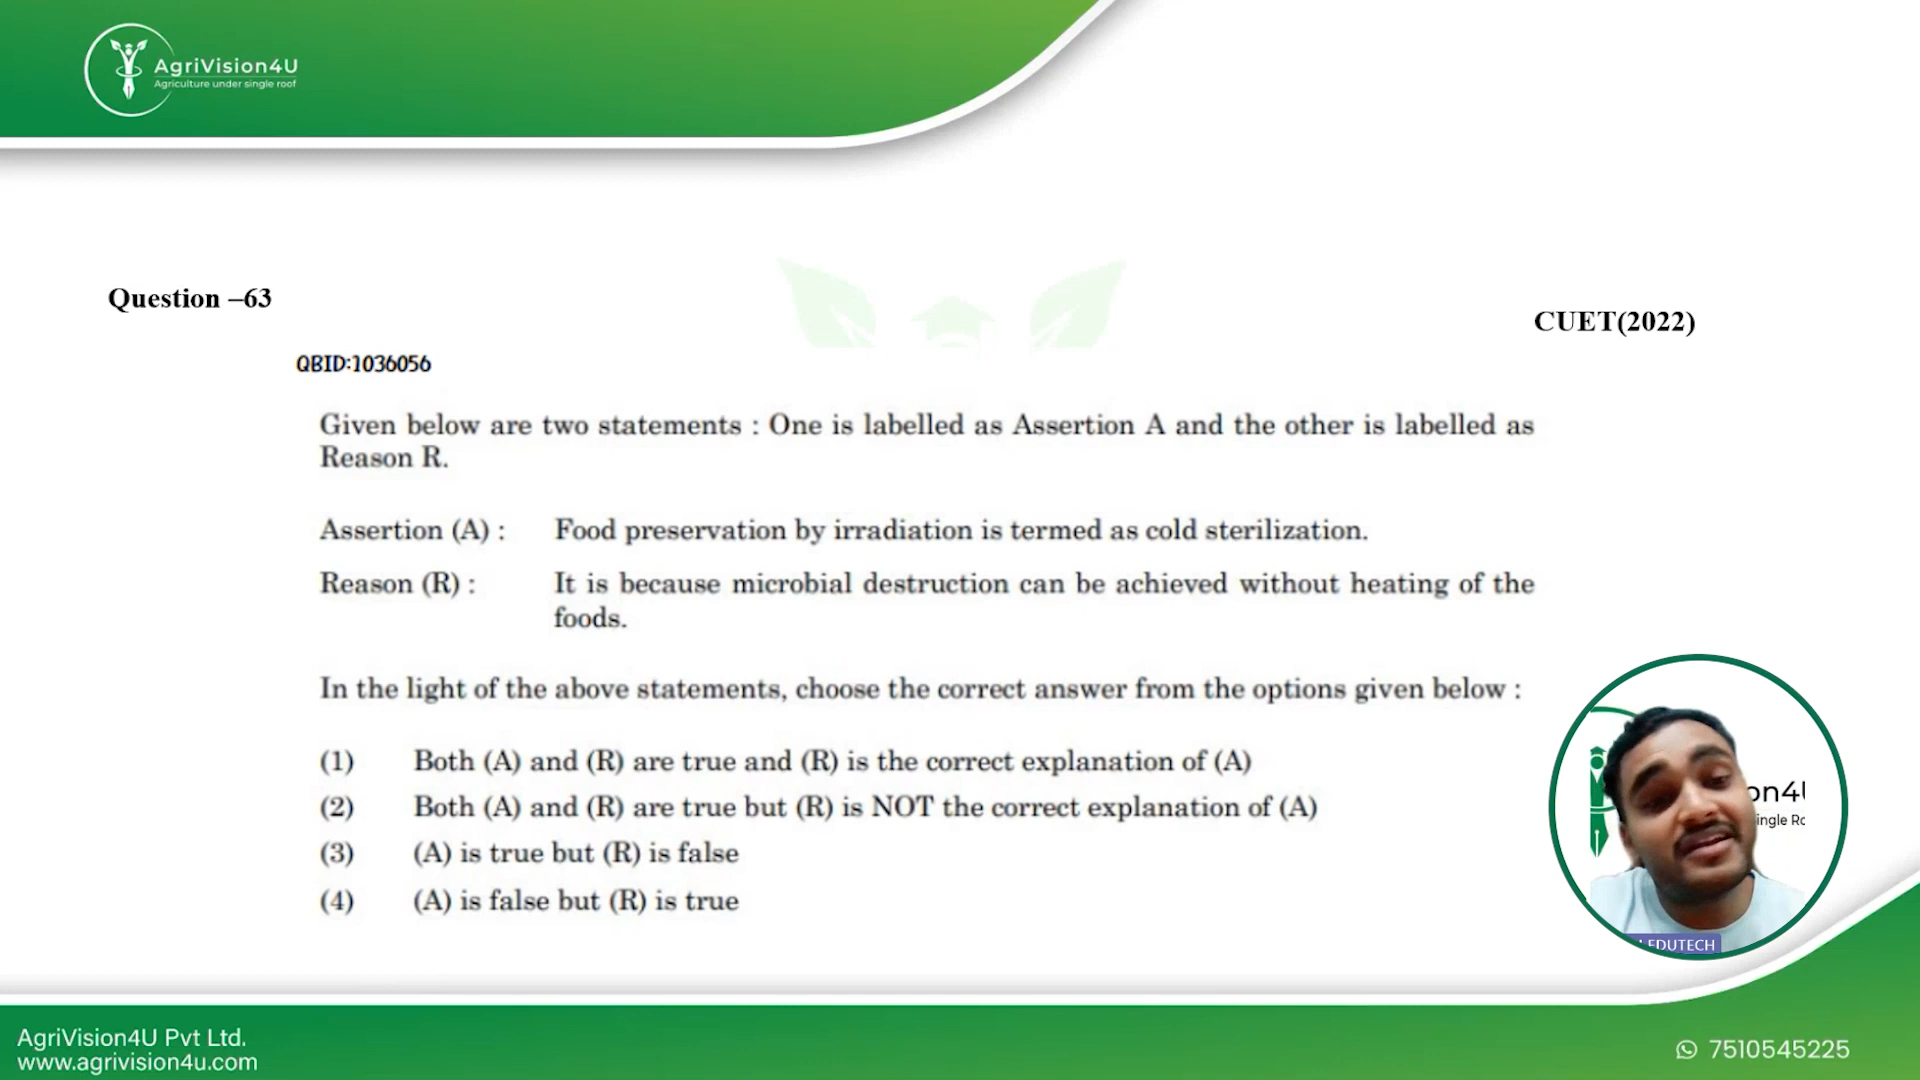 AgriVision4U
Agriculture under single roof
Question –63
CUET(2022)
QBID:1036056
Given below are two statements : One is labelled as Assertion A and the other is labelled as
Reason R.
Assertion (A) : Food preservation by irradiation is termed as cold sterilization.
Reason (R) : It is because microbial destruction can be achieved without heating of the
foods.
In the light of the above statements, choose the correct answer from the options given below :
(1) Both (A) and (R) are true and (R) is the correct explanation of (A)
(2) Both (A) and (R) are true but (R) is NOT the correct explanation of (A)
(3) (A) is true but (R) is false
(4) (A) is false but (R) is true
on4U
ingle Ro
EDUTECH
AgriVision4U Pvt Ltd.
www.agrivision4u.com
7510545225